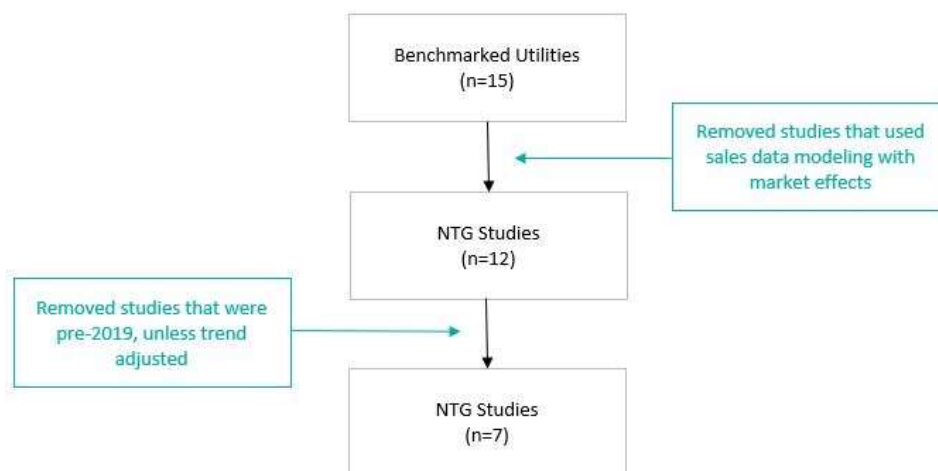 Benchmarked Utilities
(n=15)
Removed studies that used
sales data modeling with
market effects
NTG Studies
(n=12)
Removed studies that were
pre-2019, unless trend
adjusted
NTG Studies
(n=7)